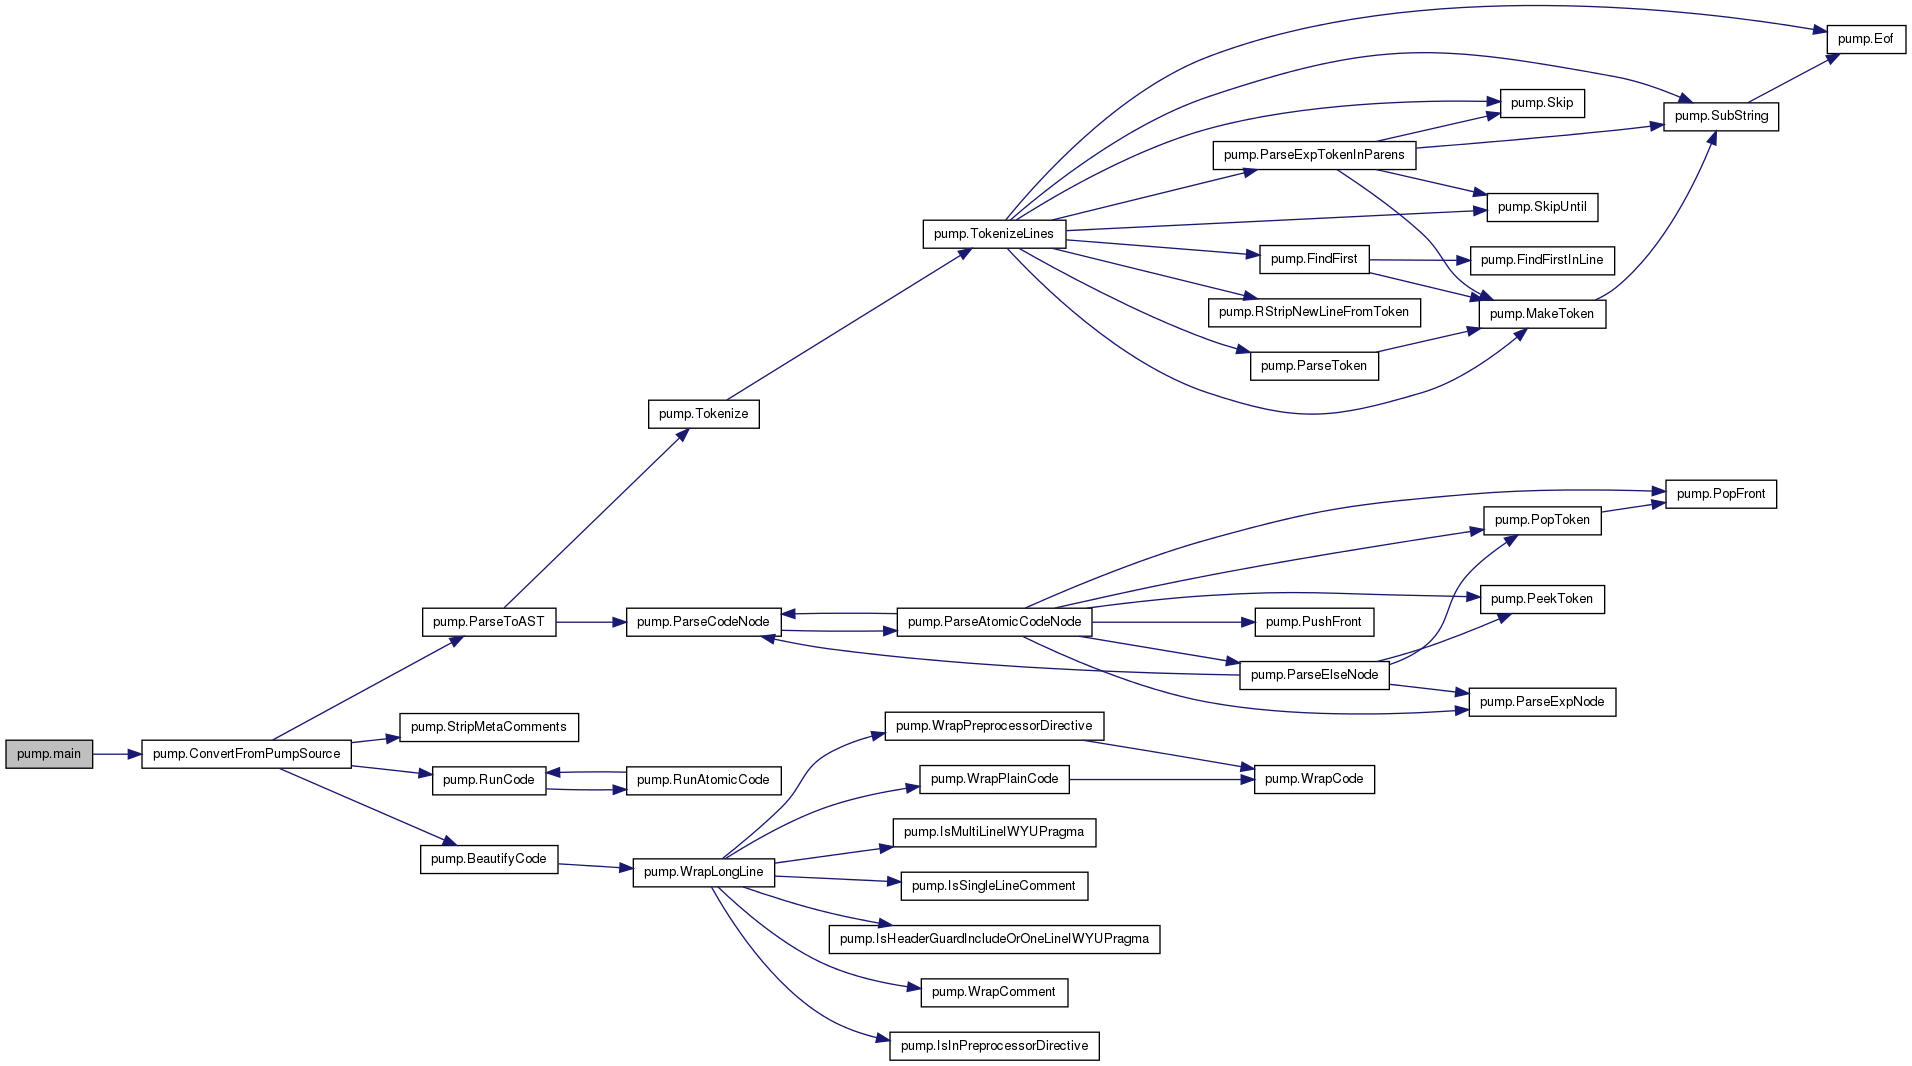 pump.Eof
pump.Skip
pump.SubString
pump.ParseExpTokenInParens
pump.SkipUntil
pump.TokenizeLines
pump.FindFirst
pump.FindFirstInLine
pump.RStripNewLineFromToken
pump.MakeToken
pump.ParseToken
pump.Tokenize
pump.PopFront
pump.PopToken
pump.PeekToken
pump.ParseToAST
pump.ParseCodeNode
pump.ParseAtomicCodeNode
pump.PushFront
pump.ParseElseNode
pump.ParseExpNode
pump.StripMetaComments
pump.WrapPreprocessorDirective
pump.main
pump.ConvertFromPumpSource
pump.RunCode
pump.RunAtomicCode
pump.WrapPlainCode
pump.WrapCode
pump.IsMultiLineIWYUPragma
pump.BeautifyCode
pump.WrapLongLine
pump.IsSingleLineComment
pump.IsHeaderGuardIncludeOrOneLineIWYUPragma
pump.WrapComment
pump.IsInPreprocessorDirective